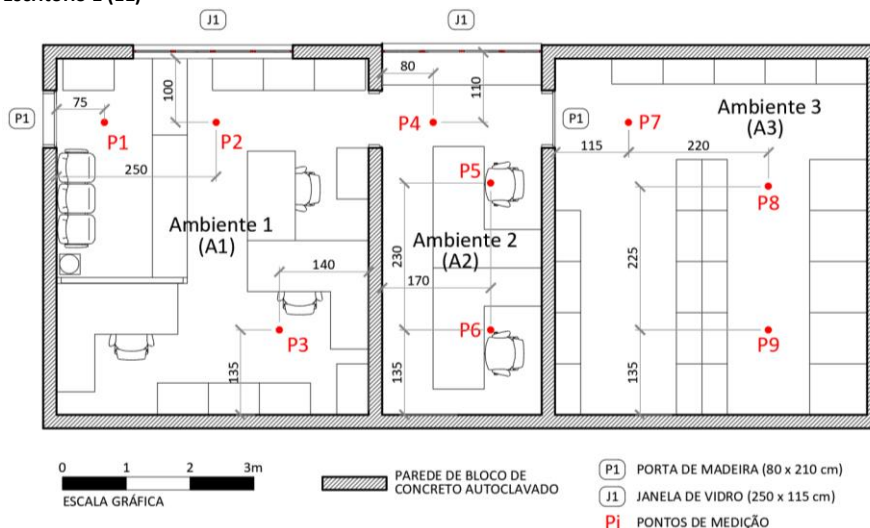 J1
J1
80
110
100
75
P1
P1
P2
P4
P1
P7
Ambiente 3
(A3)
115
220
250
P5
P8
Ambiente 1
(A1)
Ambiente 2
(A2)
230
225
140
170
P3
P6
P9
135
135
135
0 1 2 3m
ESCALA GRÁFICA
PAREDE DE BLOCO DE
CONCRETO AUTOCLAVADO
P1 PORTA DE MADEIRA (80 x 210 cm)
J1 JANELA DE VIDRO (250 x 115 cm)
Pi PONTOS DE MEDIÇÃO